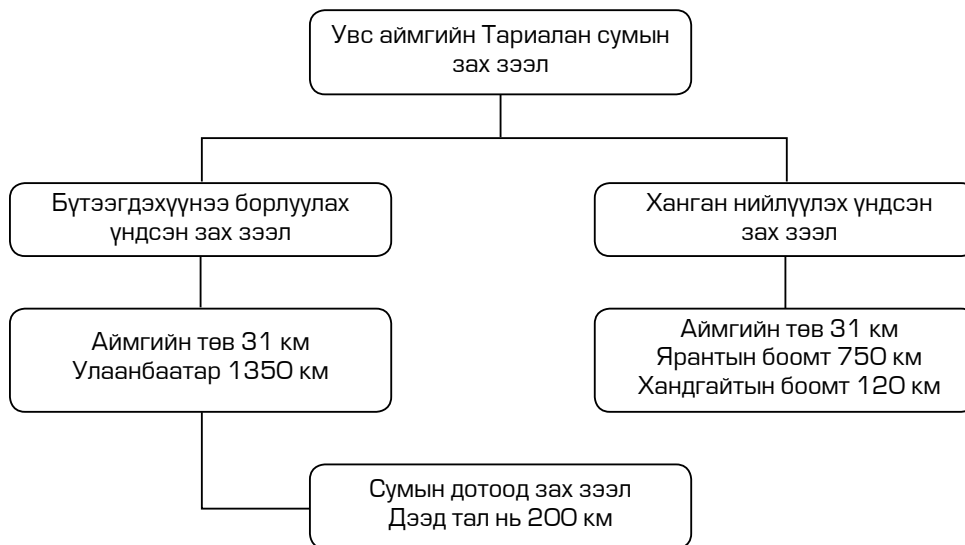 Увс аймгийн Тариалан сумын
зах зээл
Бүтээгдэхүүнээ борлуулах
үндсэн зах зээл
Ханган нийлүүлэх үндсэн
зах зээл
Аймгийн төв 31 км
Улаанбаатар 1350 км
Аймгийн төв 31 км
Ярантын боомт 750 км
Хандгайтын боомт 120 км
Сумын дотоод зах зээл
Дээд тал нь 200 км